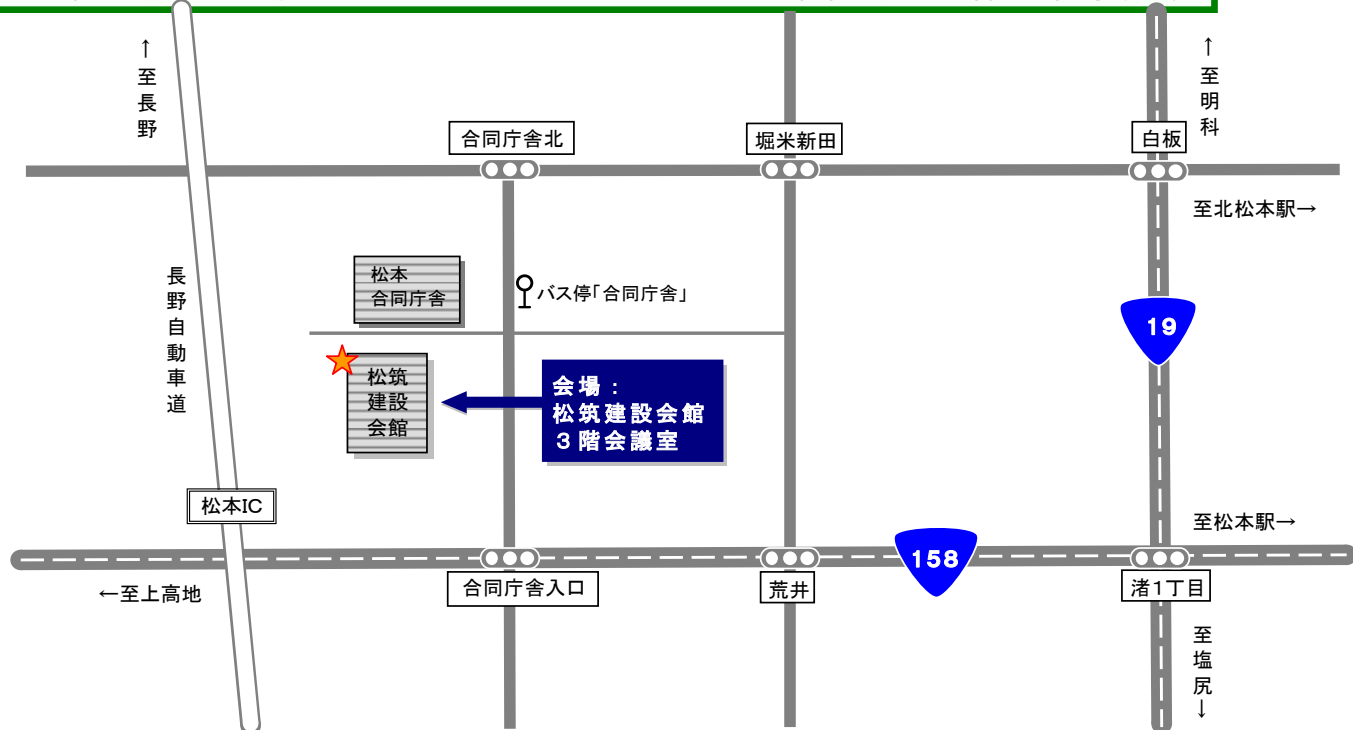 ↑至長野
↑至明科
合同庁舎北
堀米新田
白板
至北松本駅→
長野自動車道
松本
合同庁舎
バス停「合同庁舎」
19
松筑
建設
会館
会場：
松筑建設会館
３階会議室
松本IC
至松本駅→
158
←至上高地
合同庁舎入口
荒井
渚1丁目
至塩尻↓